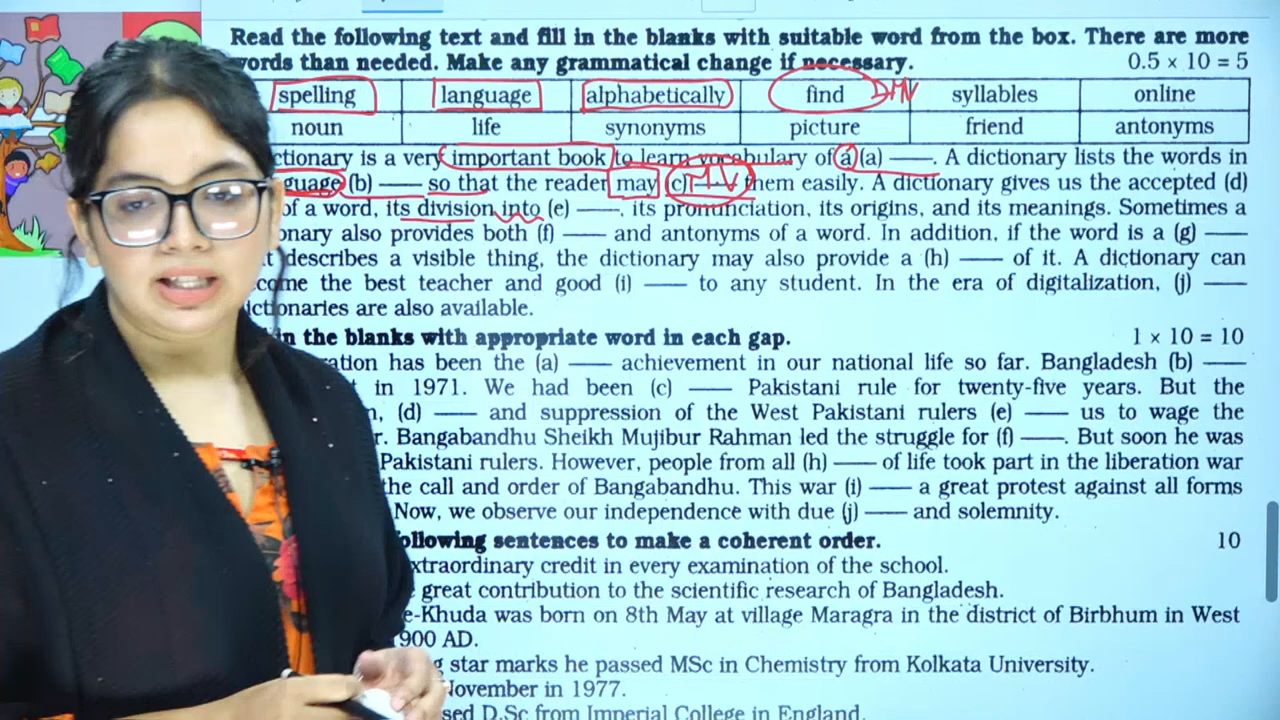 Read the following text and fill in the blanks with suitable word from the box. There are more
words than needed. Make any grammatical change if necessary. 0.5 × 10 = 5
spelling language alphabetically find DMV syllables online
noun life synonyms picture friend antonyms
ctionary is a very important book to learn vocabulary of a (a) ——. A dictionary lists the words in
guage (b) —— so that the reader may (c) —— MV them easily. A dictionary gives us the accepted (d)
of a word, its division into (e) ——, its pronunciation, its origins, and its meanings. Sometimes a
onary also provides both (f) —— and antonyms of a word. In addition, if the word is a (g) ——
t describes a visible thing, the dictionary may also provide a (h) —— of it. A dictionary can
come the best teacher and good (i) —— to any student. In the era of digitalization, (j) ——
ictionaries are also available.
in the blanks with appropriate word in each gap. 1 × 10 = 10
ation has been the (a) —— achievement in our national life so far. Bangladesh (b) ——
t in 1971. We had been (c) —— Pakistani rule for twenty-five years. But the
n, (d) —— and suppression of the West Pakistani rulers (e) —— us to wage the
r. Bangabandhu Sheikh Mujibur Rahman led the struggle for (f) ——. But soon he was
Pakistani rulers. However, people from all (h) —— of life took part in the liberation war
the call and order of Bangabandhu. This war (i) —— a great protest against all forms
Now, we observe our independence with due (j) —— and solemnity.
ollowing sentences to make a coherent order. 10
xtraordinary credit in every examination of the school.
great contribution to the scientific research of Bangladesh.
e-Khuda was born on 8th May at village Maragra in the district of Birbhum in West
1900 AD.
g star marks he passed MSc in Chemistry from Kolkata University.
November in 1977.
sed D.Sc from Imperial College in England.